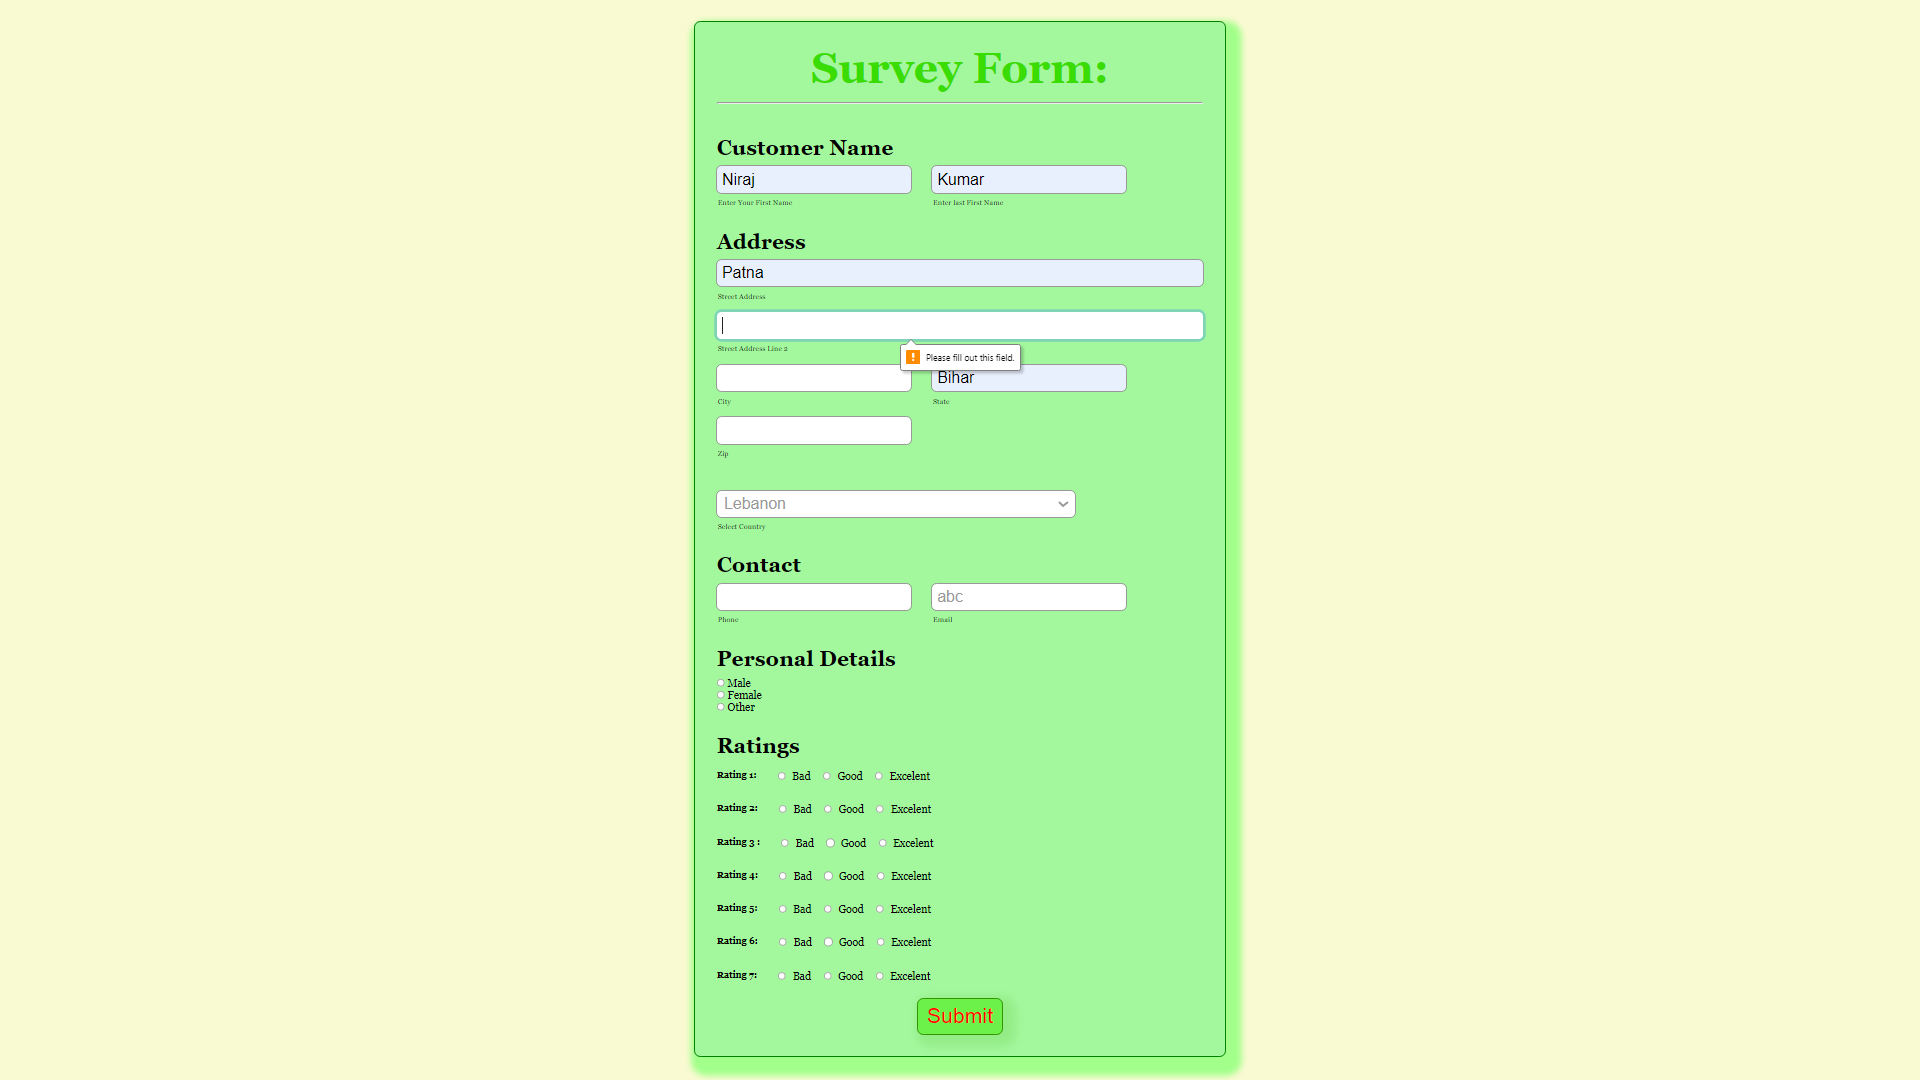 Survey Form:
Customer Name
Niraj Kumar
Enter Your First Name Enter last First Name
Address
Patna
Street Address
Street Address Line 2
Please fill out this field.
Bihar
City State
Zip
Lebanon
Select Country
Contact
abc
Phone Email
Personal Details
Male
Female
Other
Ratings
Rating 1: Bad Good Excelent
Rating 2: Bad Good Excelent
Rating 3 : Bad Good Excelent
Rating 4: Bad Good Excelent
Rating 5: Bad Good Excelent
Rating 6: Bad Good Excelent
Rating 7: Bad Good Excelent
Submit